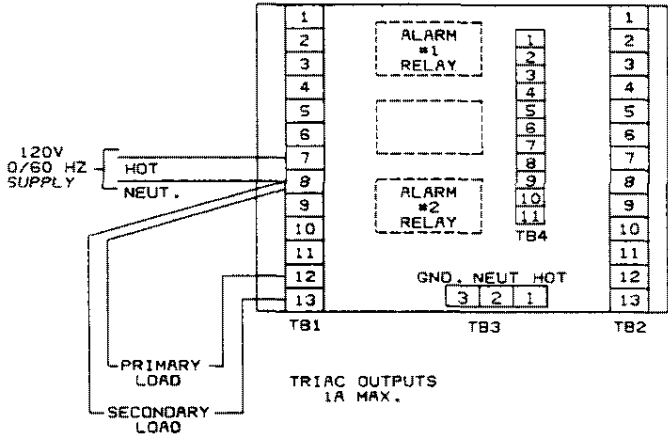 120V
0/60 HZ
SUPPLY
HOT
NEUT.
1
2
3
4
5
6
7
8
9
10
11
12
13
TB1
ALARM
#1
RELAY
ALARM
#2
RELAY
1
2
3
4
5
6
7
8
9
10
11
TB4
GND. NEUT HOT
3 2 1
TB3
1
2
3
4
5
6
7
8
9
10
11
12
13
TB2
PRIMARY
LOAD
SECONDARY
LOAD
TRIAC OUTPUTS
1A MAX.